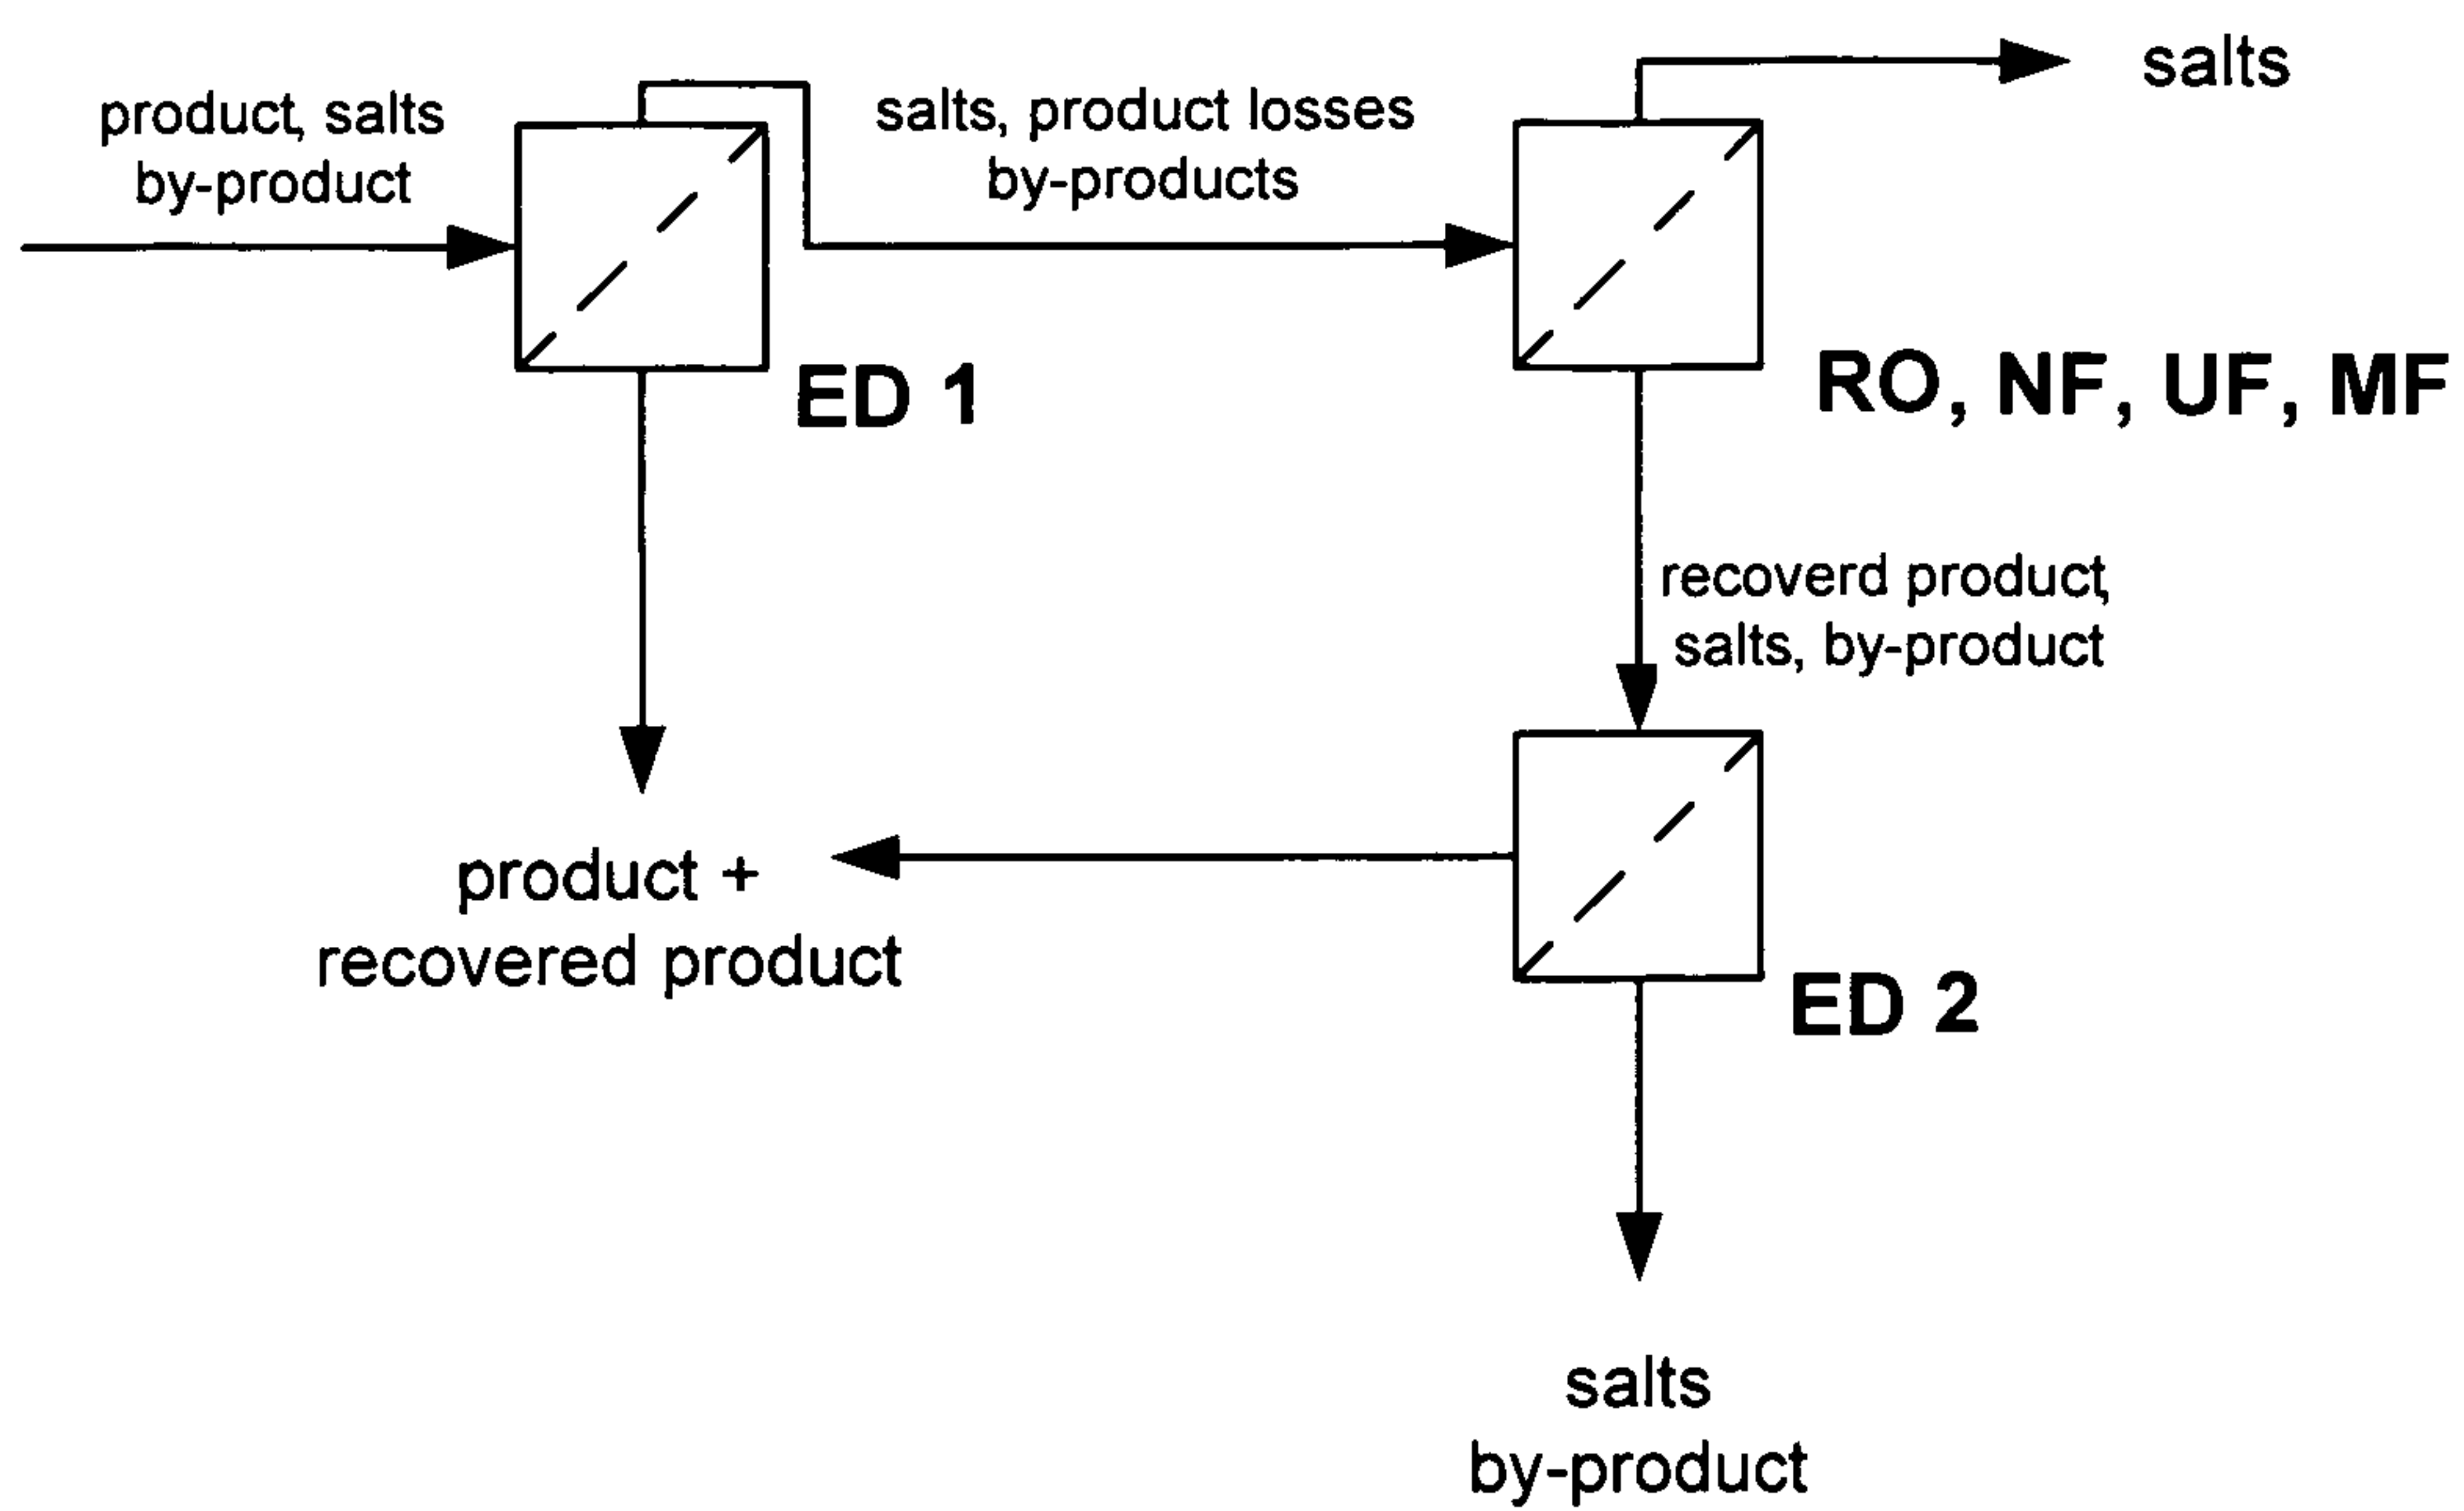 product, salts
by-product
salts, product losses
by-products
salts
ED 1
RO, NF, UF, MF
recoverd product,
salts, by-product
product +
recovered product
ED 2
salts
by-product